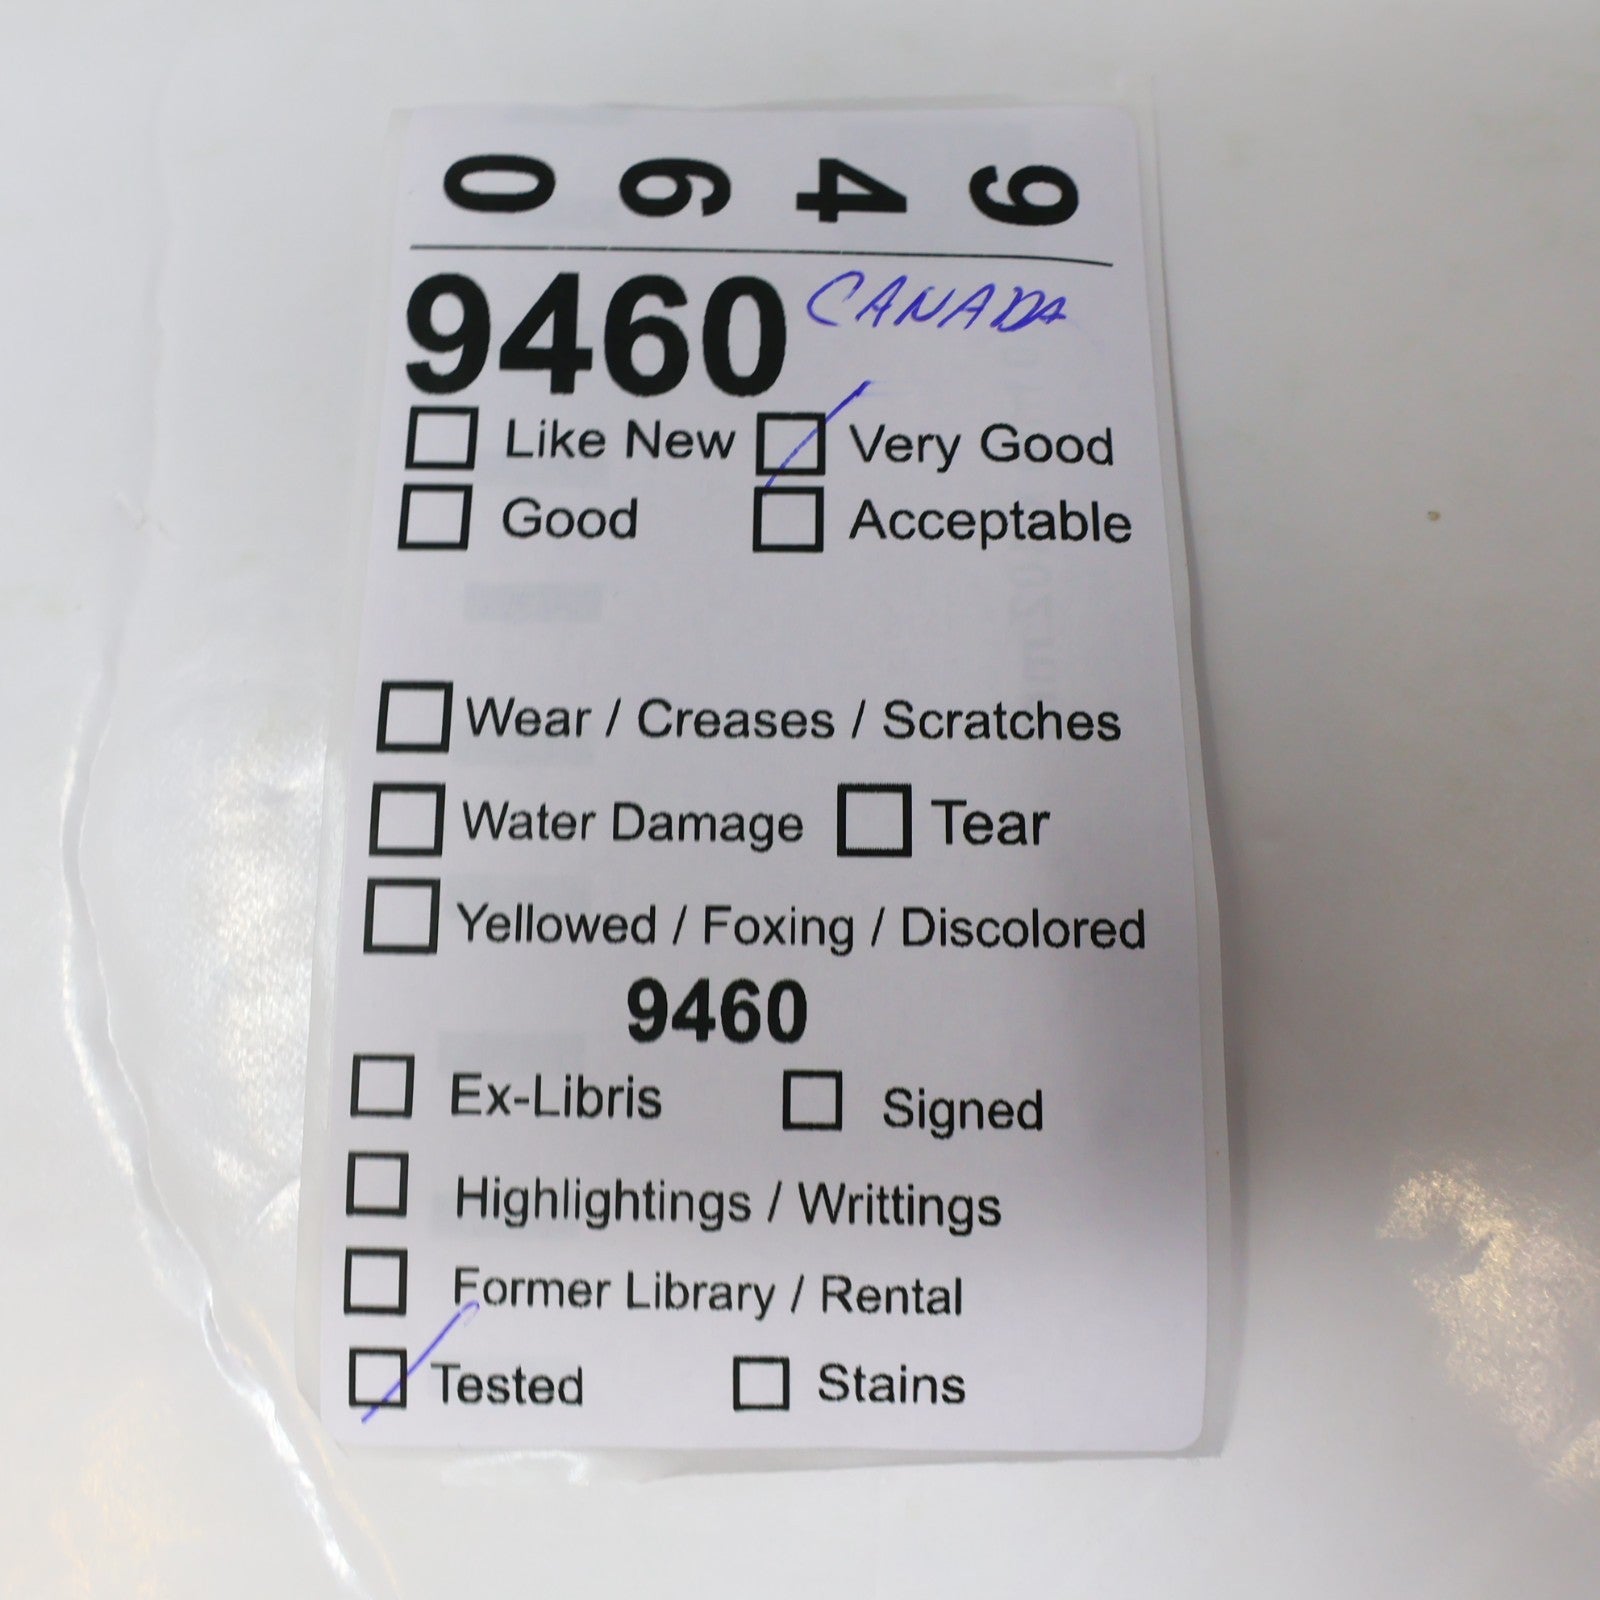 0 6 4 9
9460 CANADA
Like New Very Good
Good Acceptable
Wear / Creases / Scratches
Water Damage Tear
Yellowed / Foxing / Discolored
9460
Ex-Libris Signed
Highlightings / Writtings
Former Library / Rental
Tested Stains